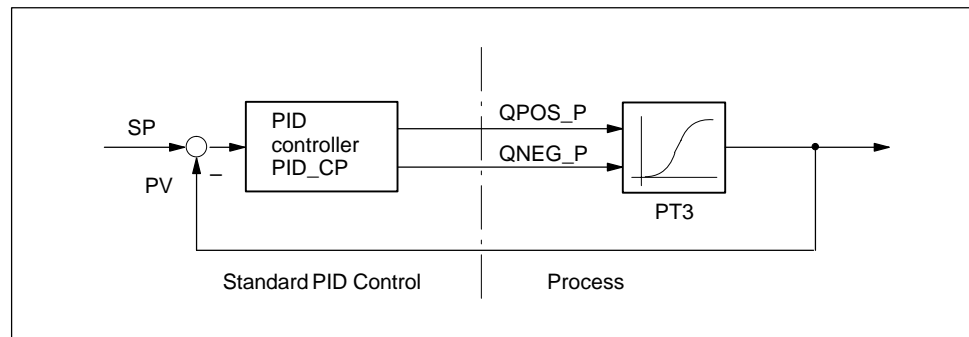 SP
PV
–
PID
controller
PID_CP
QPOS_P
QNEG_P
PT3
Standard PID Control
Process